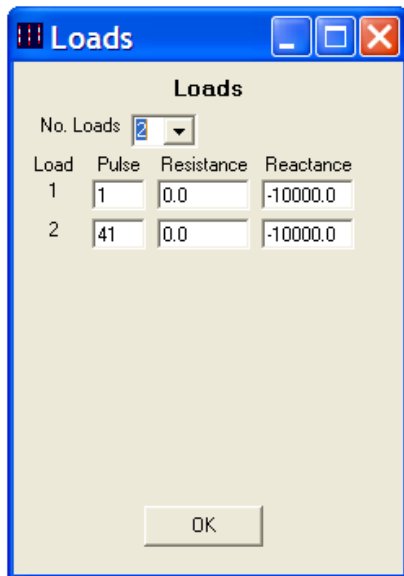 Loads
Loads
No. Loads 2
Load Pulse Resistance Reactance
1 1 0.0 -10000.0
2 41 0.0 -10000.0
OK